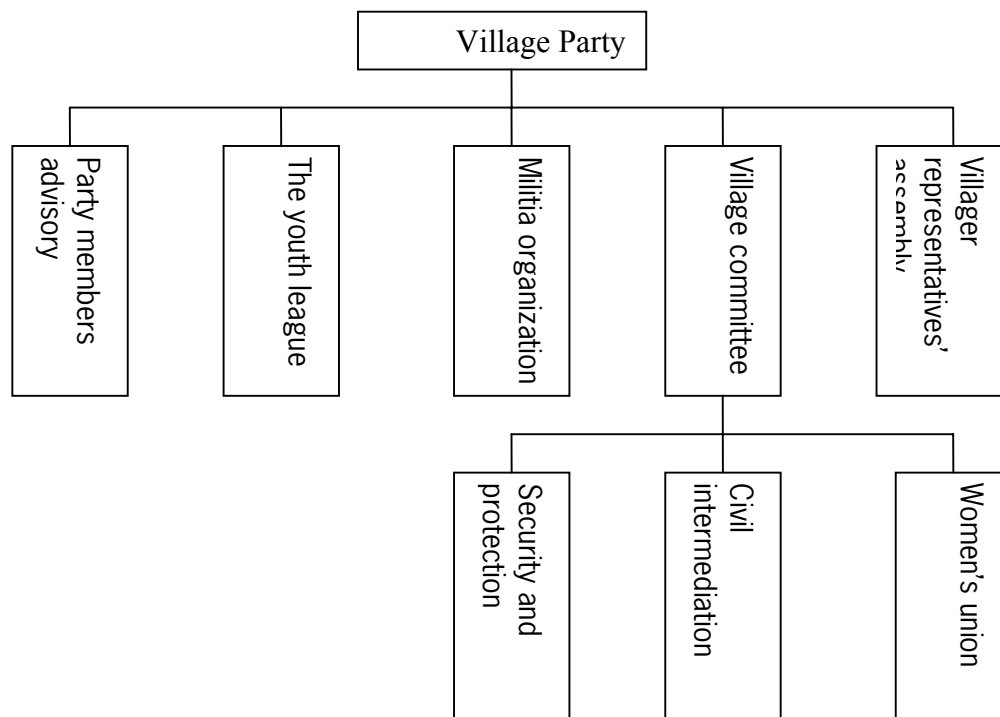 Village Party
Party members
advisory
The youth league
Militia organization
Village committee
Villager
representatives’
assembly
Security and
protection
Civil
intermediation
Women’s union